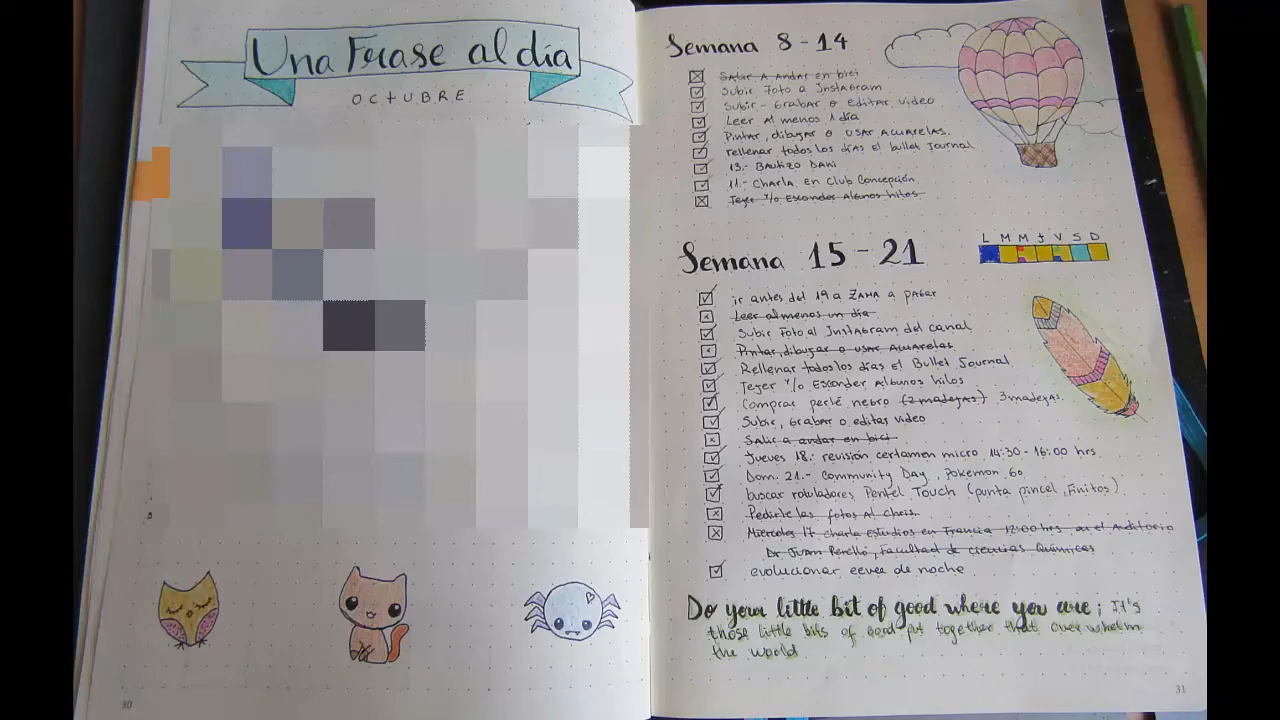 Una Frase al día
OCTUBRE
30
Semana 8-14
Salir a Andar en bici
Subir Foto a Instagram
Subir - Grabar o Editar video
Leer Al menos 1 día
Pintar, dibujar o usar Acuarelas.
rellenar todos los días el bullet Journal
13.- Bautizo Dani
11.- Charla en Club Concepción
Tejer y/o Esconder Algunos hilos
Semana 15-21
L M M J V S D
ir antes del 19 a ZAMA a pagar
Leer al menos un día
Subir Foto al Instagram del canal
Pintar, dibujar o usar Acuarelas
Rellenar todos los días el Bullet Journal
Tejer y/o Esconder Algunos hilos
Comprar perlé negro (2 madejas) 3 madejas.
Subir, Grabar o editar video
Salir a andar en bici
Jueves 18.- revisión certamen micro 14:30 - 16:00 hrs
Dom. 21.- Community Day, Pokemon Go
buscar rotuladores Pentel Touch (punta pincel, Finitos)
Pedirle las fotos al Chris.
Miercoles 17 charla Estudios en Francia 12:00 hrs en el Auditorio
Dr Juan Perelló, Facultad de ciencias Químicas
evolucionar eevee de noche
Do your little bit of good where you are; It's
those little bits of good put together that overwhelm
the world
31